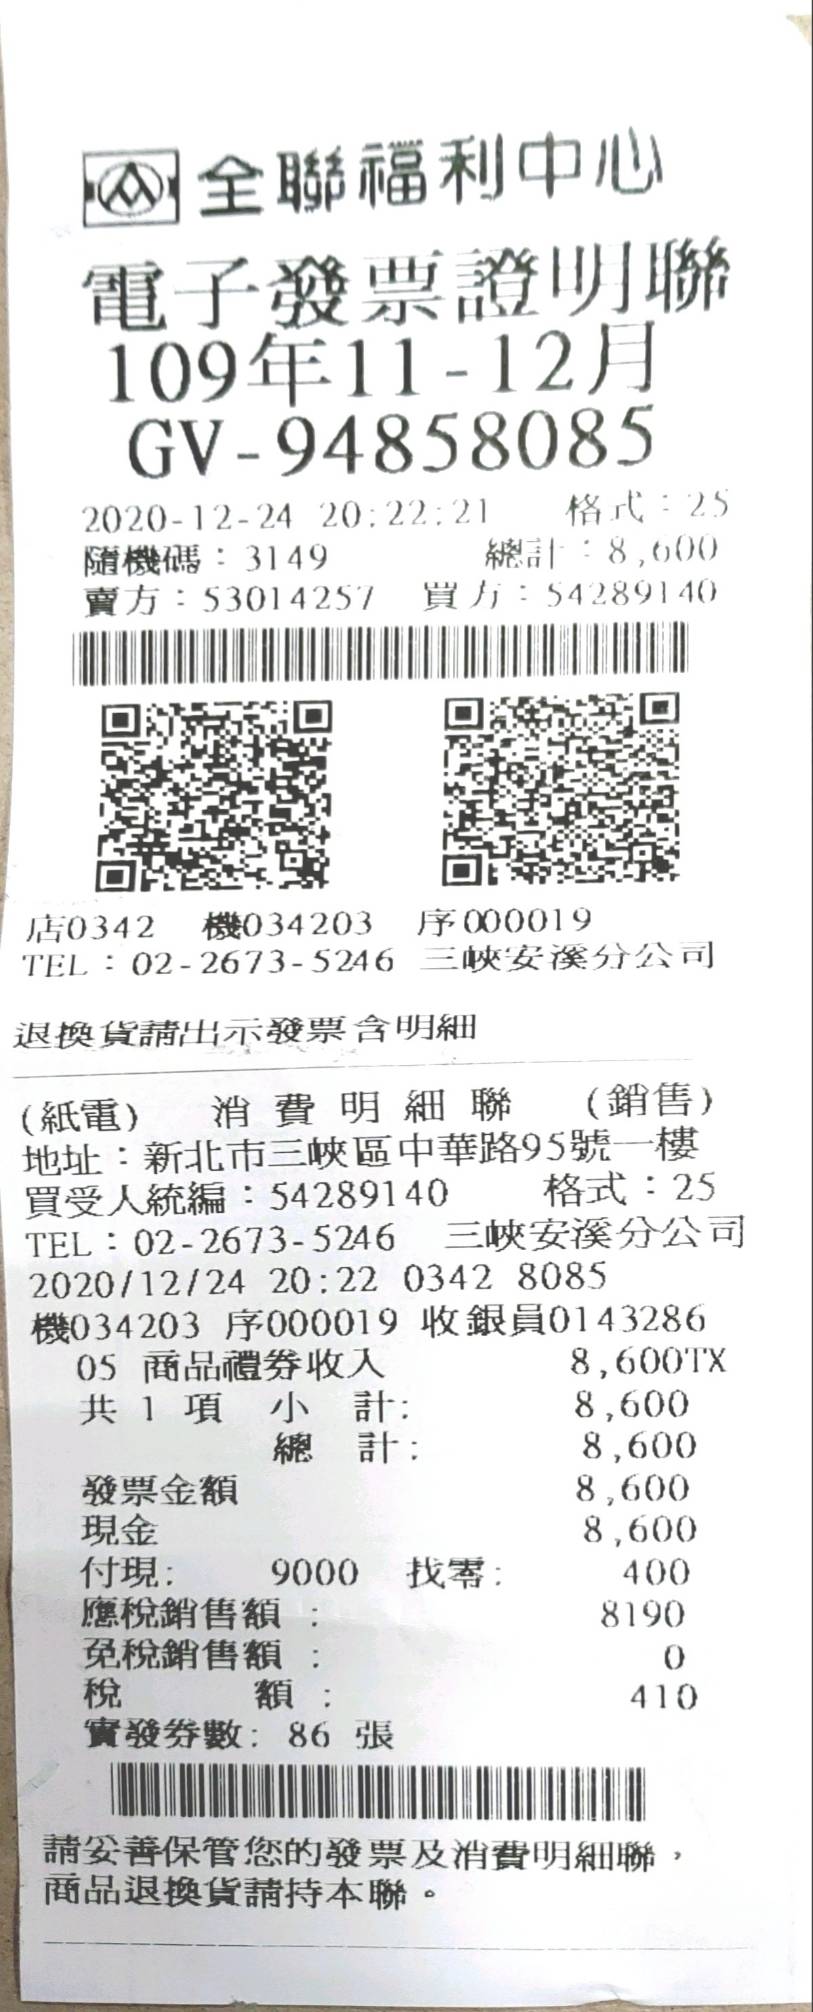 全聯福利中心
電子發票證明聯
109年11-12月
GV-94858085
2020-12-24 20:22:21 格式：25
隨機碼：3149 總計：8,600
賣方：53014257 買方：54289140
店0342 機034203 序000019
TEL：02-2673-5246 三峽安溪分公司
退換貨請出示發票含明細
(紙電) 消費明細聯 (銷售)
地址：新北市三峽區中華路95號一樓
買受人統編：54289140 格式：25
TEL：02-2673-5246 三峽安溪分公司
2020/12/24 20:22 0342 8085
機034203 序000019 收銀員0143286
05 商品禮券收入 8,600TX
共 1 項 小 計: 8,600
總 計: 8,600
發票金額 8,600
現金 8,600
付現: 9000 找零: 400
應稅銷售額 : 8190
免稅銷售額 : 0
稅 額 : 410
實發券數: 86 張
請妥善保管您的發票及消費明細聯，
商品退換貨請持本聯。